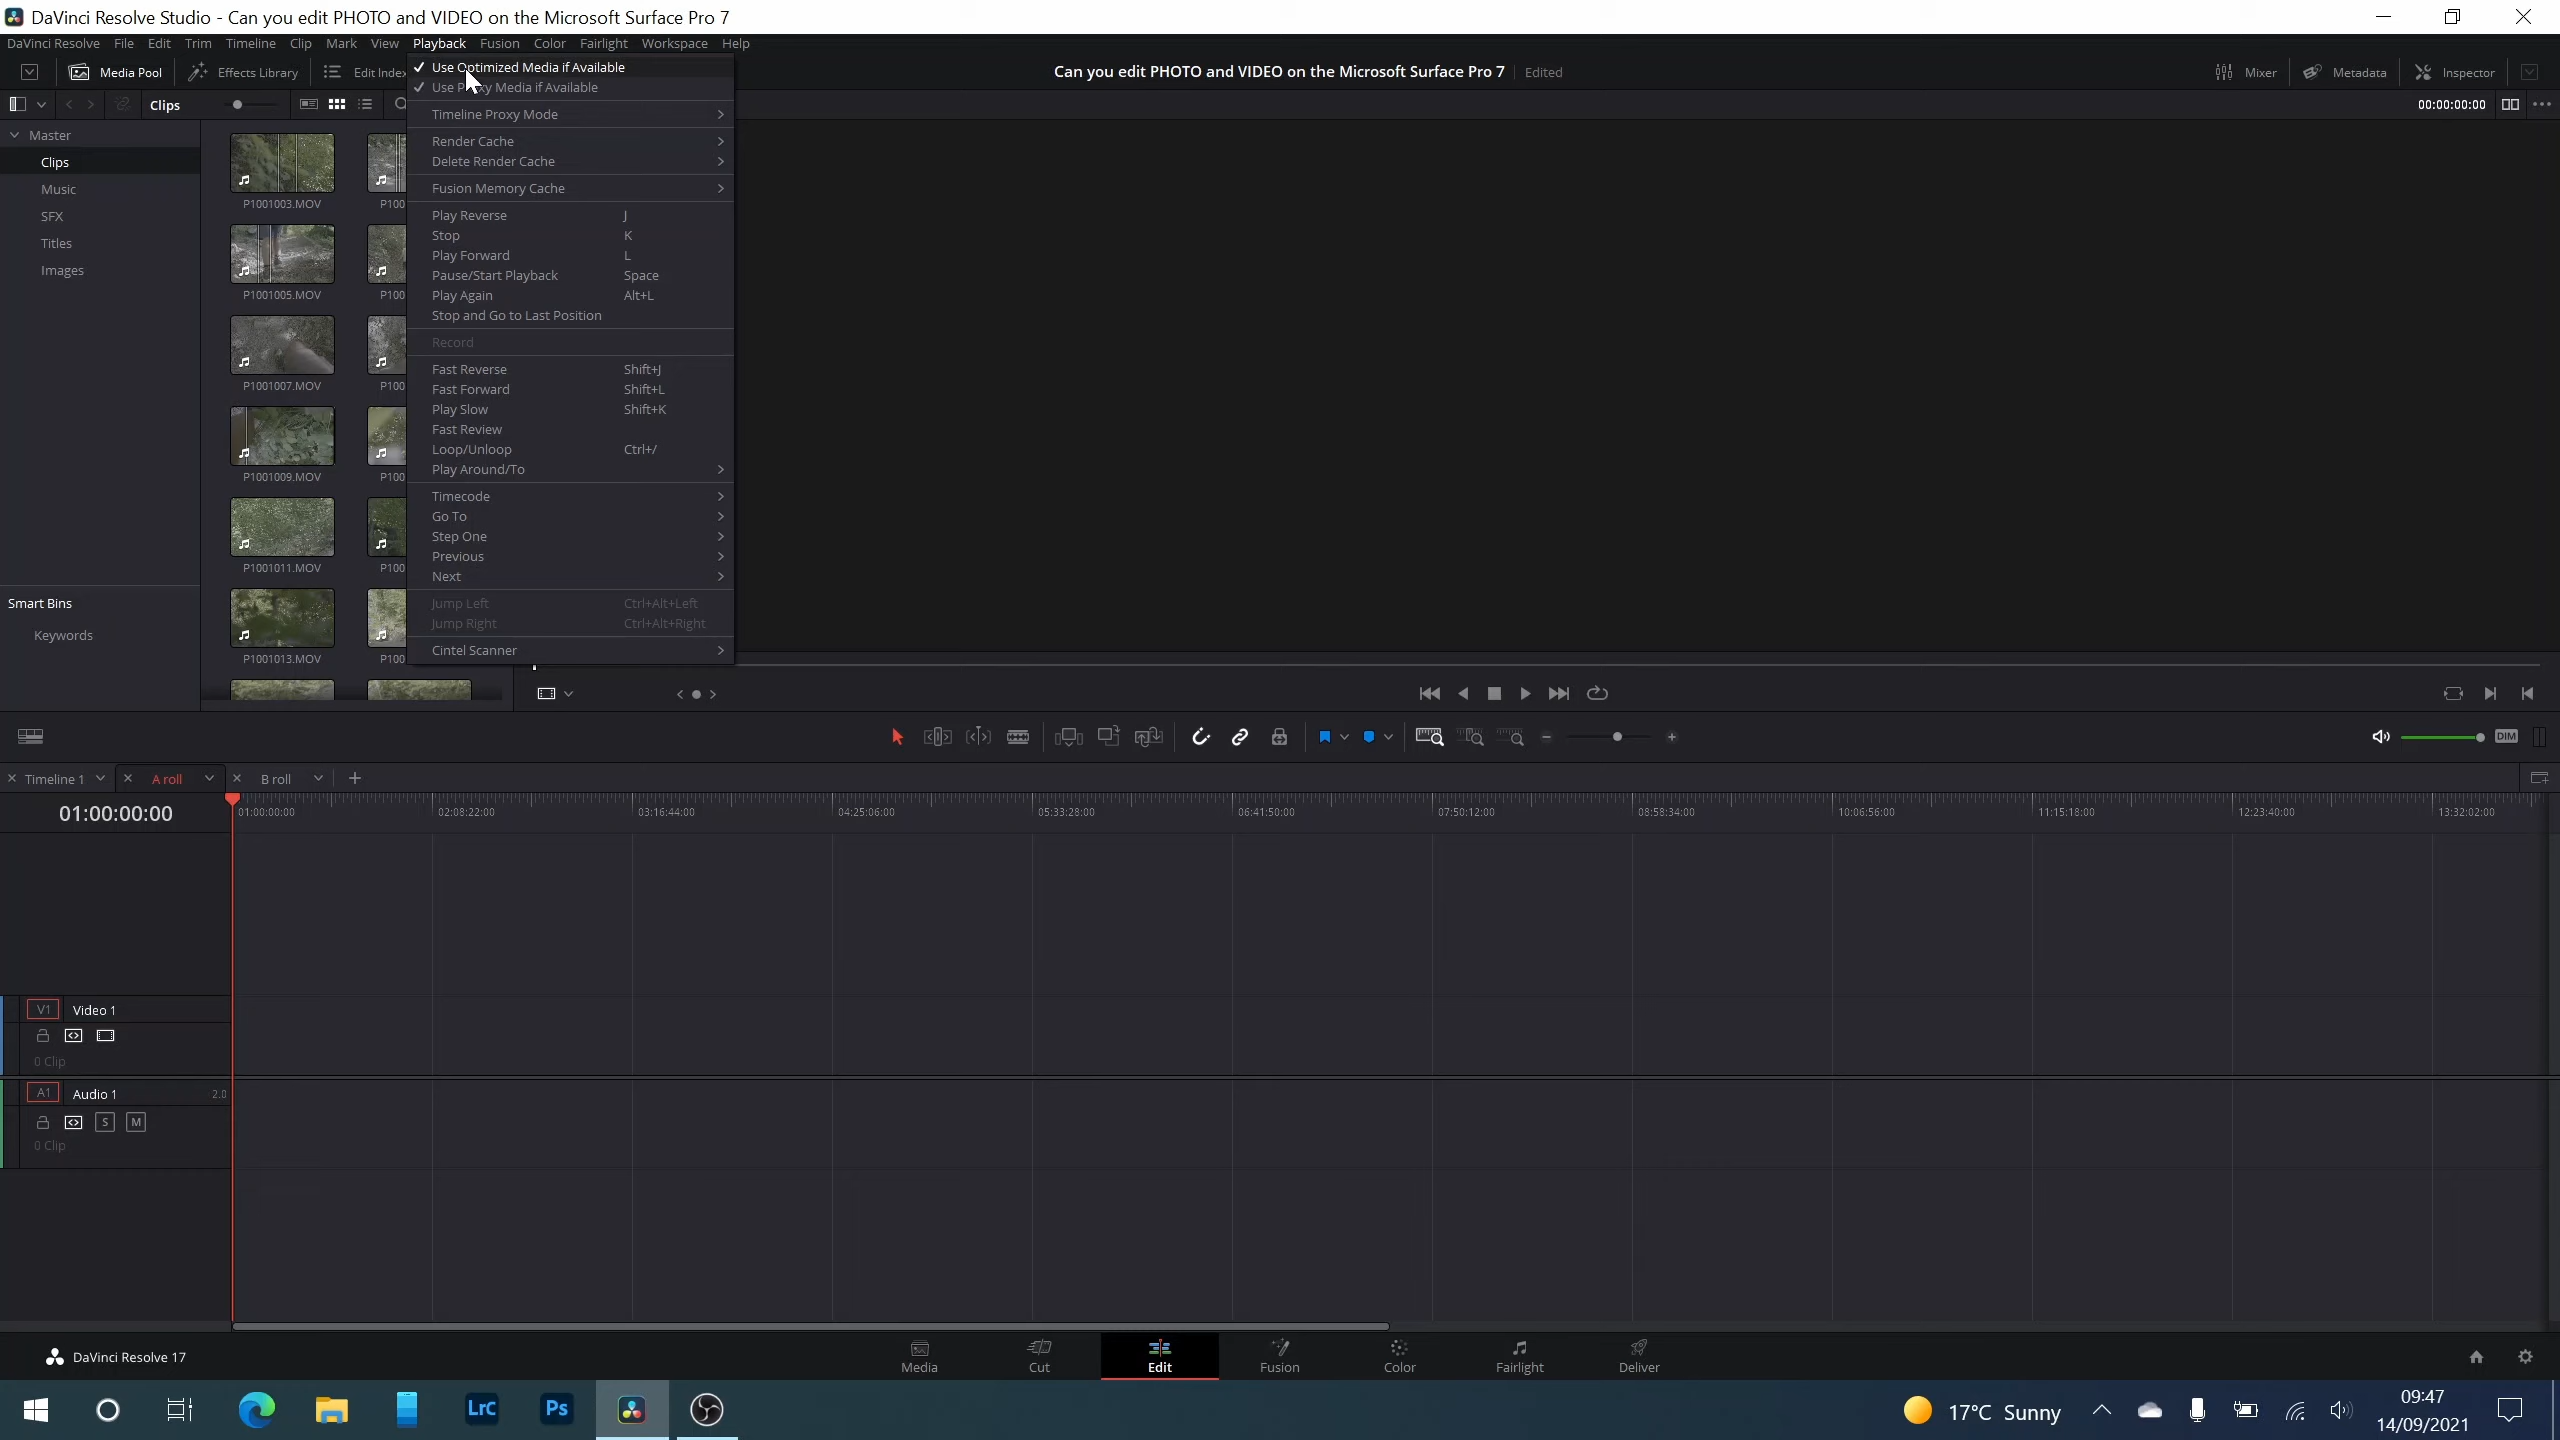 DaVinci Resolve Studio - Can you edit PHOTO and VIDEO on the Microsoft Surface Pro 7
DaVinci Resolve File Edit Trim Timeline Clip Mark View Playback Fusion Color Fairlight Workspace Help
Media Pool Effects Library Edit Index
Can you edit PHOTO and VIDEO on the Microsoft Surface Pro 7 Edited
Mixer Metadata Inspector
Clips
00:00:00:00
Master
Clips
Music
SFX
Titles
Images
Smart Bins
Keywords
P1001003.MOV P100
P1001005.MOV P100
P1001007.MOV P100
P1001009.MOV P100
P1001011.MOV P100
P1001013.MOV P100
Use Optimized Media if Available
Use Proxy Media if Available
Timeline Proxy Mode
Render Cache
Delete Render Cache
Fusion Memory Cache
Play Reverse J
Stop K
Play Forward L
Pause/Start Playback Space
Play Again Alt+L
Stop and Go to Last Position
Record
Fast Reverse Shift+J
Fast Forward Shift+L
Play Slow Shift+K
Fast Review
Loop/Unloop Ctrl+/
Play Around/To
Timecode
Go To
Step One
Previous
Next
Jump Left Ctrl+Alt+Left
Jump Right Ctrl+Alt+Right
Cintel Scanner
DIM
Timeline 1 A roll B roll
01:00:00:00
01:00:00:00 02:08:22:00 03:16:44:00 04:25:06:00 05:33:28:00 06:41:50:00 07:50:12:00 08:58:34:00 10:06:56:00 11:15:18:00 12:23:40:00 13:32:02:00
V1 Video 1
0 Clip
A1 Audio 1 2.0
S M
0 Clip
DaVinci Resolve 17
Media Cut Edit Fusion Color Fairlight Deliver
LrC Ps
17°C Sunny
09:47
14/09/2021